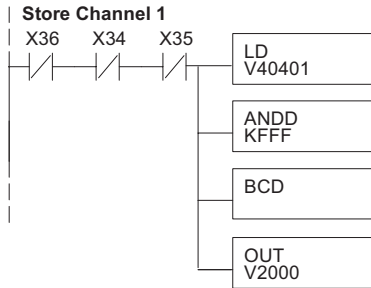 Store Channel 1
X36 X34 X35
LD
V40401
ANDD
KFFF
BCD
OUT
V2000